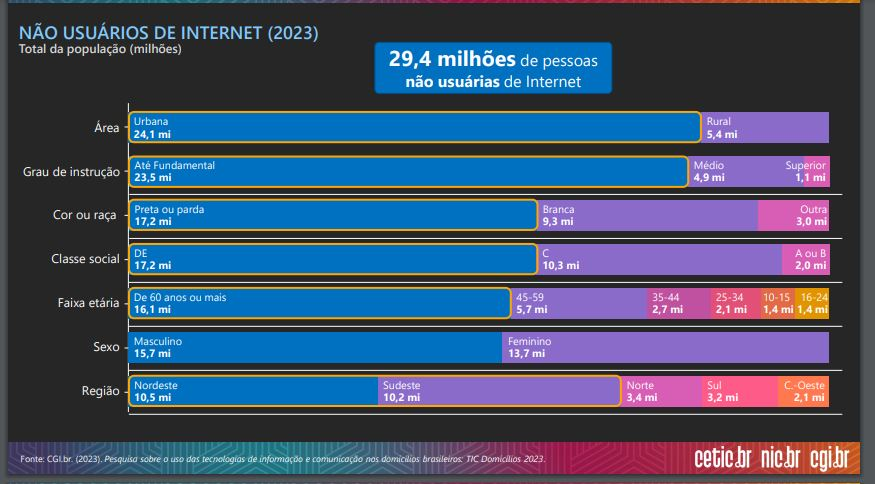 NÃO USUÁRIOS DE INTERNET (2023)
Total da população (milhões)
29,4 milhões de pessoas
não usuárias de Internet
Área
Urbana
24,1 mi
Rural
5,4 mi
Grau de instrução
Até Fundamental
23,5 mi
Médio
4,9 mi
Superior
1,1 mi
Cor ou raça
Preta ou parda
17,2 mi
Branca
9,3 mi
Outra
3,0 mi
Classe social
DE
17,2 mi
C
10,3 mi
A ou B
2,0 mi
Faixa etária
De 60 anos ou mais
16,1 mi
45-59
5,7 mi
35-44
2,7 mi
25-34
2,1 mi
10-15
1,4 mi
16-24
1,4 mi
Sexo
Masculino
15,7 mi
Feminino
13,7 mi
Região
Nordeste
10,5 mi
Sudeste
10,2 mi
Norte
3,4 mi
Sul
3,2 mi
C.-Oeste
2,1 mi
Fonte: CGI.br. (2023). Pesquisa sobre o uso das tecnologias de informação e comunicação nos domicílios brasileiros: TIC Domicílios 2023.
cetic.br nic.br cgi.br